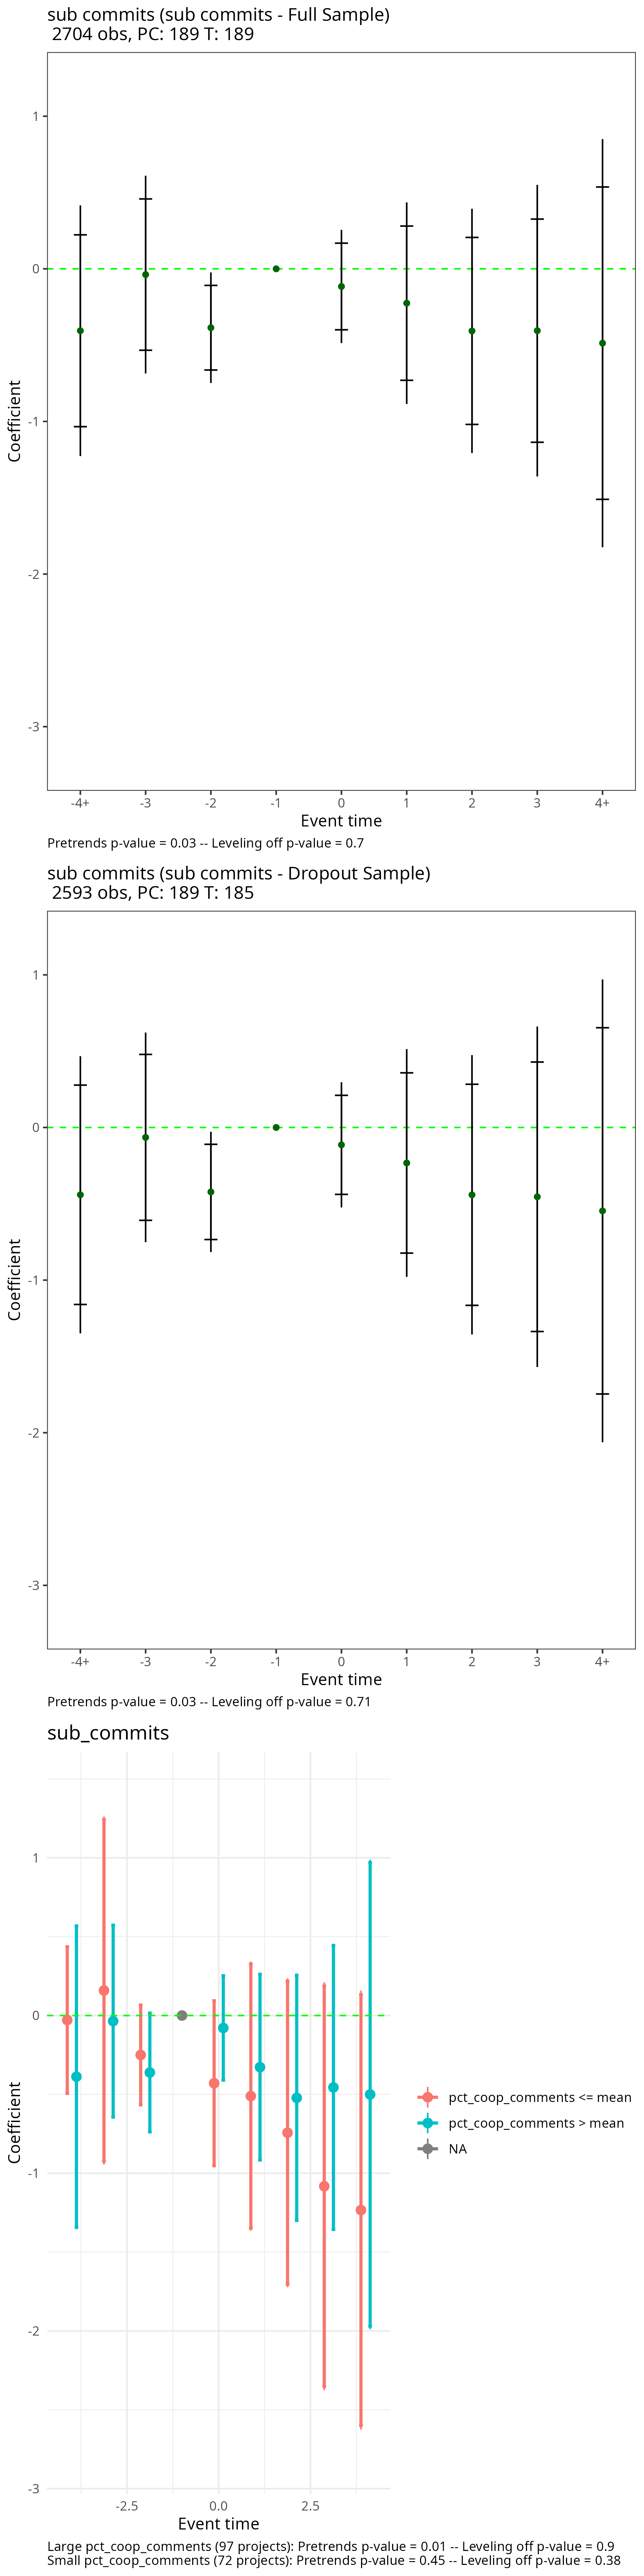 sub commits (sub commits - Full Sample)
2704 obs, PC: 189 T: 189
1
0
-1
-2
-3
Coefficient
-4+ -3 -2 -1 0 1 2 3 4+
Event time
Pretrends p-value = 0.03 -- Leveling off p-value = 0.7
sub commits (sub commits - Dropout Sample)
2593 obs, PC: 189 T: 185
1
0
-1
-2
-3
Coefficient
-4+ -3 -2 -1 0 1 2 3 4+
Event time
Pretrends p-value = 0.03 -- Leveling off p-value = 0.71
sub_commits
1
0
-1
-2
-3
Coefficient
-2.5 0.0 2.5
Event time
pct_coop_comments <= mean
pct_coop_comments > mean
NA
Large pct_coop_comments (97 projects): Pretrends p-value = 0.01 -- Leveling off p-value = 0.9
Small pct_coop_comments (72 projects): Pretrends p-value = 0.45 -- Leveling off p-value = 0.38